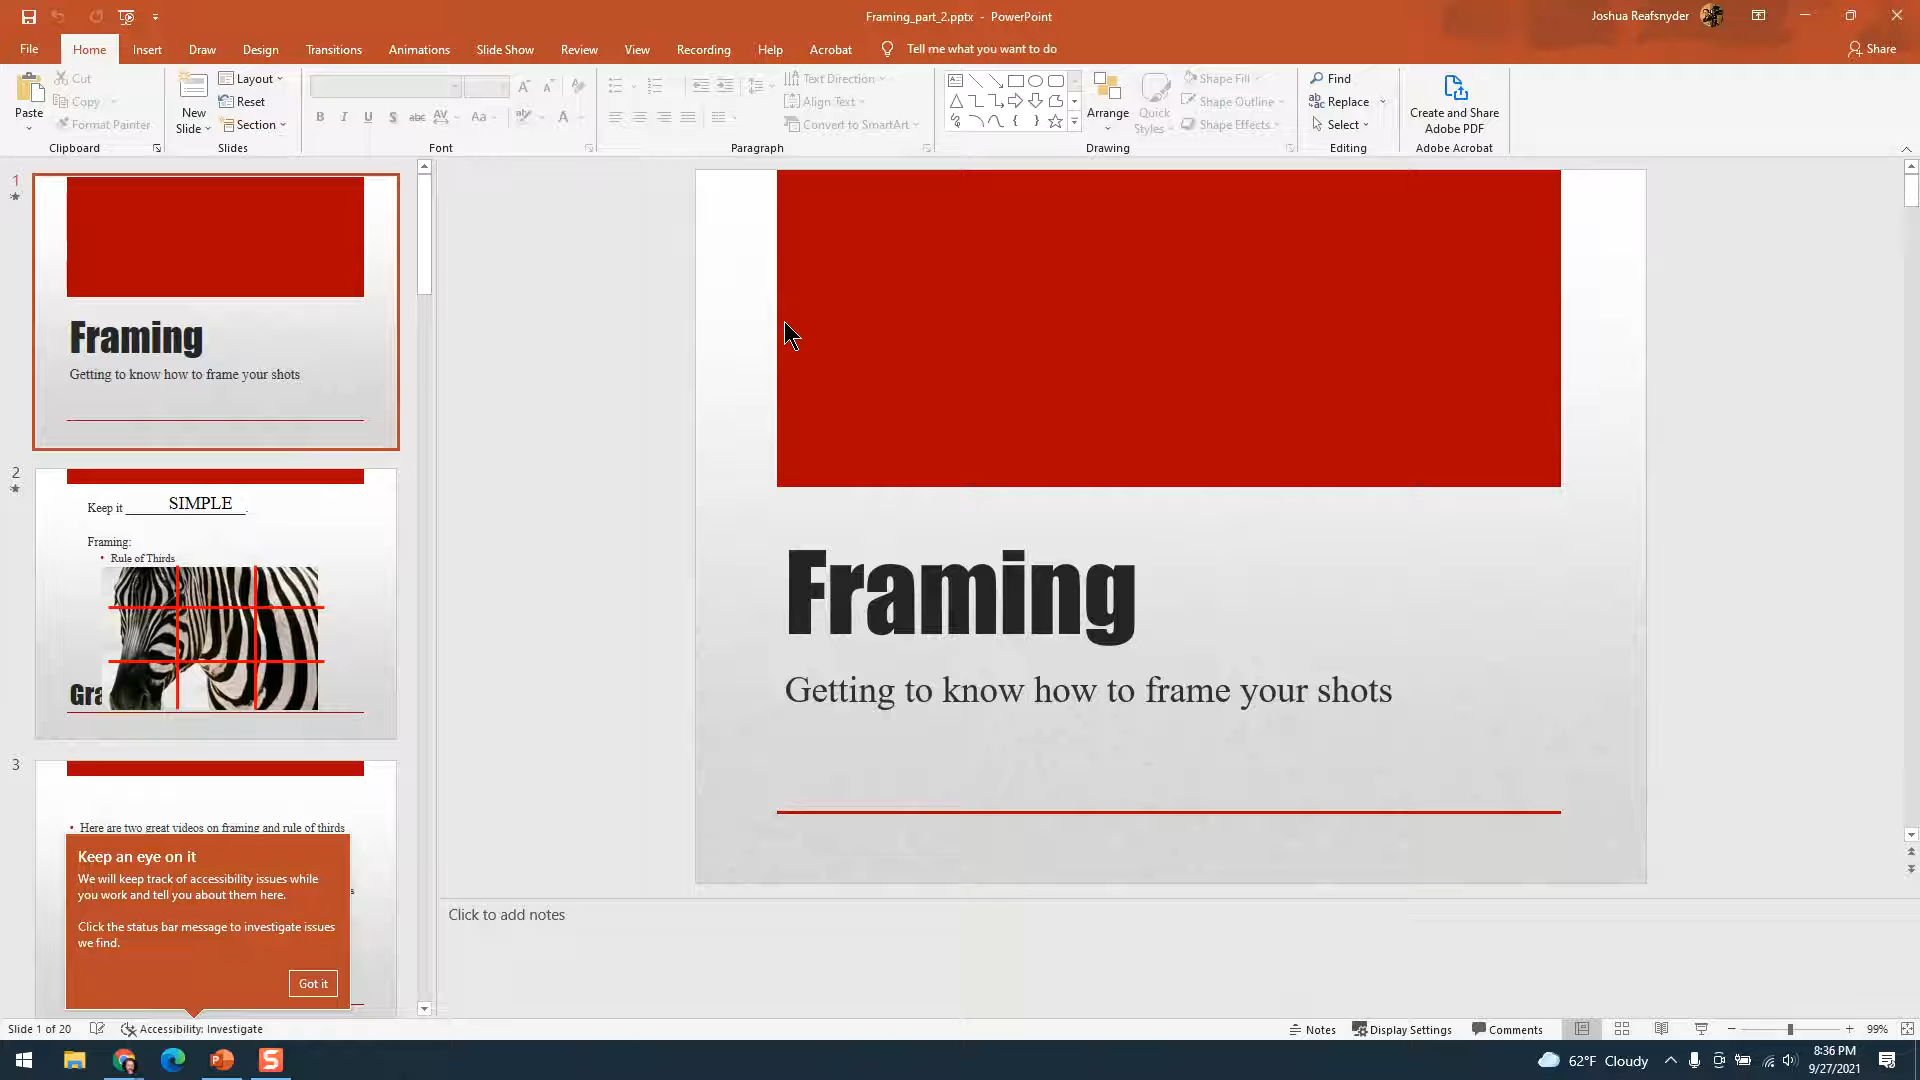 Framing_part_2.pptx - PowerPoint
Joshua Reafsnyder
File Home Insert Draw Design Transitions Animations Slide Show Review View Recording Help Acrobat Tell me what you want to do
Share
Paste
Cut
Copy
Format Painter
Clipboard
New Slide
Layout
Reset
Section
Slides
B I U S abc AV Aa A
Font
Text Direction
Align Text
Convert to SmartArt
Paragraph
Arrange
Quick Styles
Shape Fill
Shape Outline
Shape Effects
Drawing
Find
Replace
Select
Editing
Create and Share
Adobe PDF
Adobe Acrobat
1
Framing
Getting to know how to frame your shots
2
Keep it SIMPLE.
Framing:
• Rule of Thirds
Gra
3
• Here are two great videos on framing and rule of thirds
Keep an eye on it
We will keep track of accessibility issues while
you work and tell you about them here.
Click the status bar message to investigate issues
we find.
Got it
Framing
Getting to know how to frame your shots
Click to add notes
Slide 1 of 20
Accessibility: Investigate
Notes
Display Settings
Comments
99%
62°F Cloudy
8:36 PM
9/27/2021